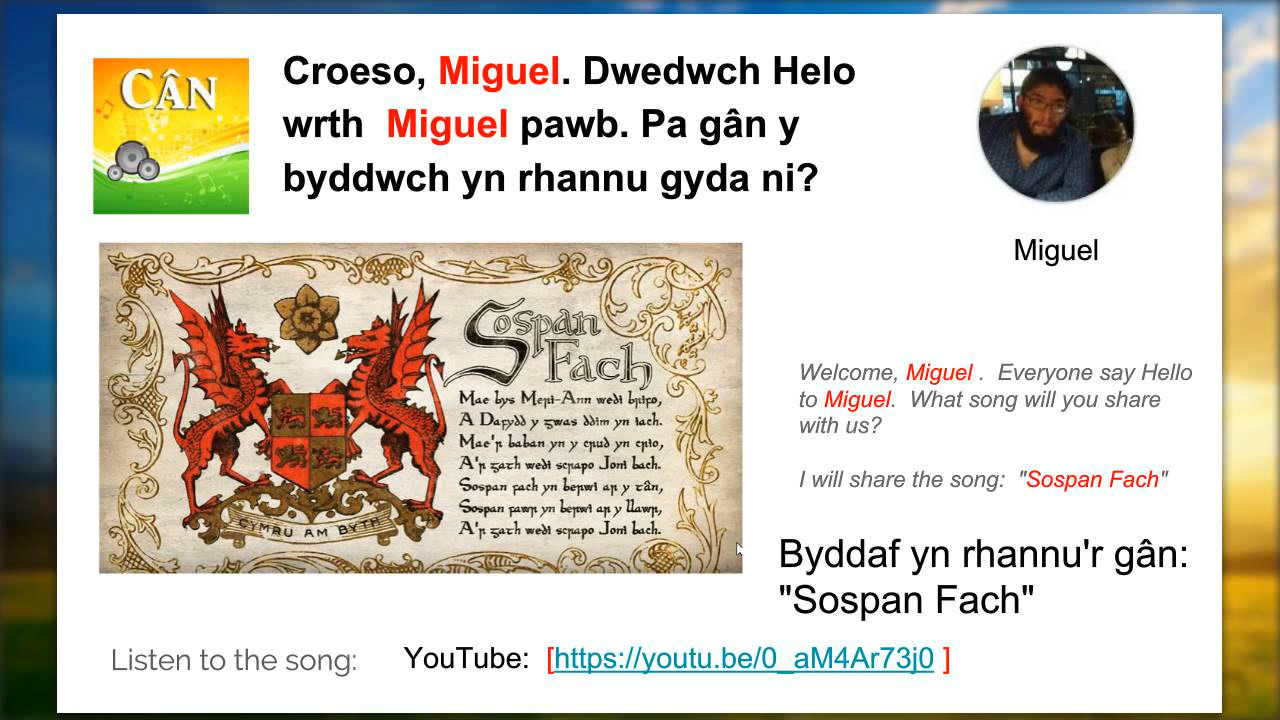 CÂN
Croeso, Miguel. Dwedwch Helo
wrth Miguel pawb. Pa gân y
byddwch yn rhannu gyda ni?
Miguel
Sospan
Fach
Mae bys Meri-Ann wedi brifo,
A Dafydd y gwas ddim yn iach.
Mae'r baban yn y crud yn crio,
A'r gath wedi scrapo Joni bach.
Sospan fach yn berwi ar y tân,
Sospan fawr yn berwi ar y llawr,
A'r gath wedi scrapo Joni bach.
CYMRU AM BYTH
Welcome, Miguel . Everyone say Hello
to Miguel. What song will you share
with us?
I will share the song: "Sospan Fach"
Byddaf yn rhannu'r gân:
"Sospan Fach"
Listen to the song: YouTube: [https://youtu.be/0_aM4Ar73j0 ]